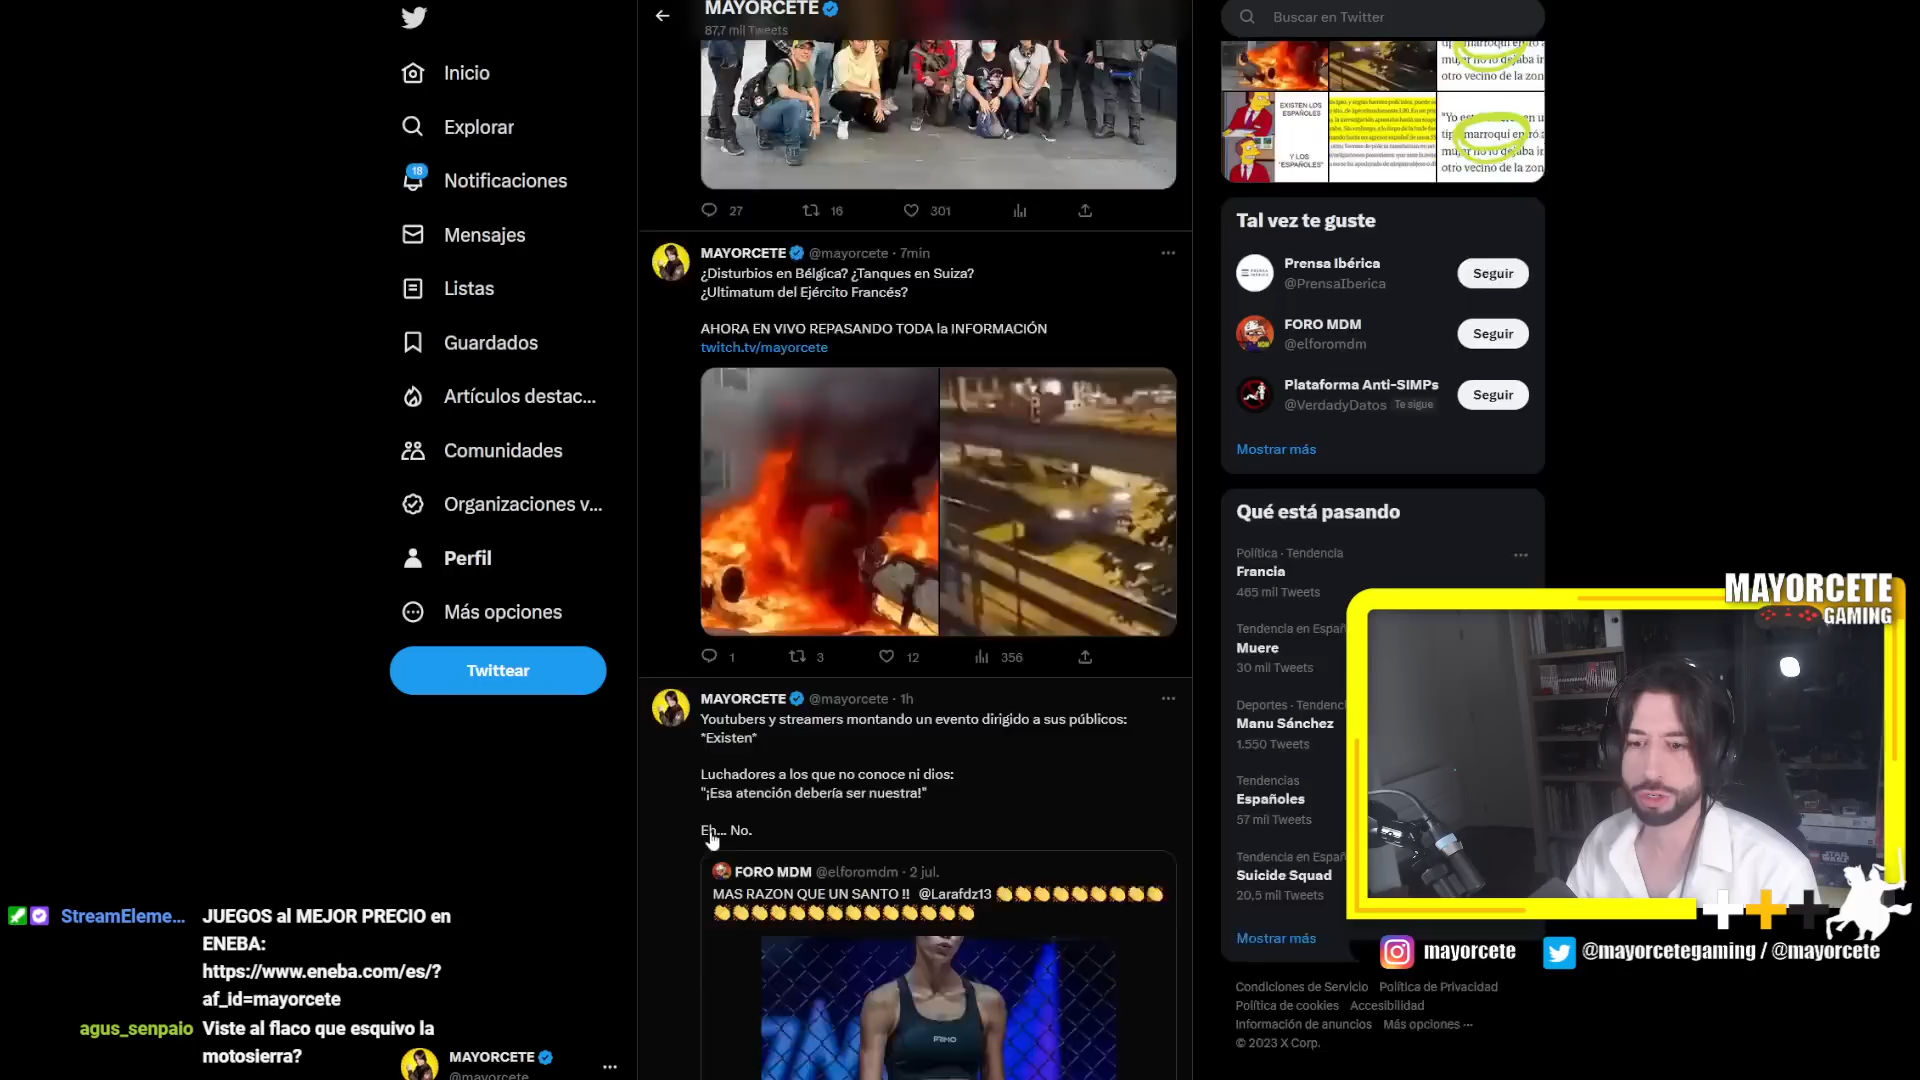 MAYORCETE
87,7 mil Tweets
Inicio
Explorar
18
Notificaciones
Mensajes
Listas
Guardados
Artículos destac...
Comunidades
Organizaciones v...
Perfil
Más opciones
Twittear
27
16
301
MAYORCETE @mayorcete · 7min
¿Disturbios en Bélgica? ¿Tanques en Suiza?
¿Ultimatum del Ejército Francés?
AHORA EN VIVO REPASANDO TODA la INFORMACIÓN
twitch.tv/mayorcete
1
3
12
356
MAYORCETE @mayorcete · 1h
Youtubers y streamers montando un evento dirigido a sus públicos:
*Existen*
Luchadores a los que no conoce ni dios:
"¡Esa atención debería ser nuestra!"
Eh... No.
FORO MDM @elforomdm · 2 jul.
MAS RAZON QUE UN SANTO !! @Larafdz13
Buscar en Twitter
otro vecino de la zon
EXISTEN LOS
ESPAÑOLES
Y LOS
"ESPAÑOLES"
otro vecino de la zon
Tal vez te guste
Prensa Ibérica
@PrensaIberica
Seguir
FORO MDM
@elforomdm
Seguir
Plataforma Anti-SIMPs
@VerdadyDatos Te sigue
Seguir
Mostrar más
Qué está pasando
Política · Tendencia
Francia
465 mil Tweets
Tendencia en Españ
Muere
30 mil Tweets
Deportes · Tendenc
Manu Sánchez
1.550 Tweets
Tendencias
Españoles
57 mil Tweets
Tendencia en Españ
Suicide Squad
20,5 mil Tweets
Mostrar más
Condiciones de Servicio Política de Privacidad
Política de cookies Accesibilidad
Información de anuncios Más opciones ···
© 2023 X Corp.
MAYORCETE
GAMING
mayorcete
@mayorcetegaming / @mayorcete
StreamEleme... JUEGOS al MEJOR PRECIO en
ENEBA:
https://www.eneba.com/es/?
af_id=mayorcete
agus_senpaio Viste al flaco que esquivo la
motosierra?
MAYORCETE
@mayorcete